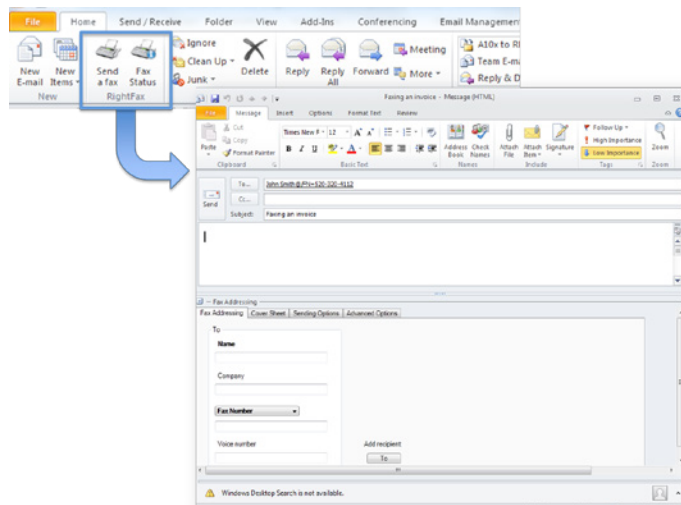 File Home Send / Receive Folder View Add-Ins Conferencing Email Managemen
New E-mail
New Items
Send a fax
Fax Status
Ignore
Clean Up
Junk
Delete
Reply
Reply All
Forward
Meeting
More
Team E-ma
Reply & D
New RightFax
Faxing an invoice - Message (HTML)
File Message Insert Options Format Text Review
Paste
Cut
Copy
Format Painter
Times New 12
B I U
Address Book
Check Names
Attach File
Attach Item
Signature
Follow Up
High Importance
Low Importance
Zoom
Clipboard Basic Text Names Include Tags Zoom
Send
To...
Cc...
Subject: Faxing an invoice
Fax Addressing
Fax Addressing Cover Sheet Sending Options Advanced Options
To
Name
Company
Fax Number
Voice number Add recipient
To
Windows Desktop Search is not available.